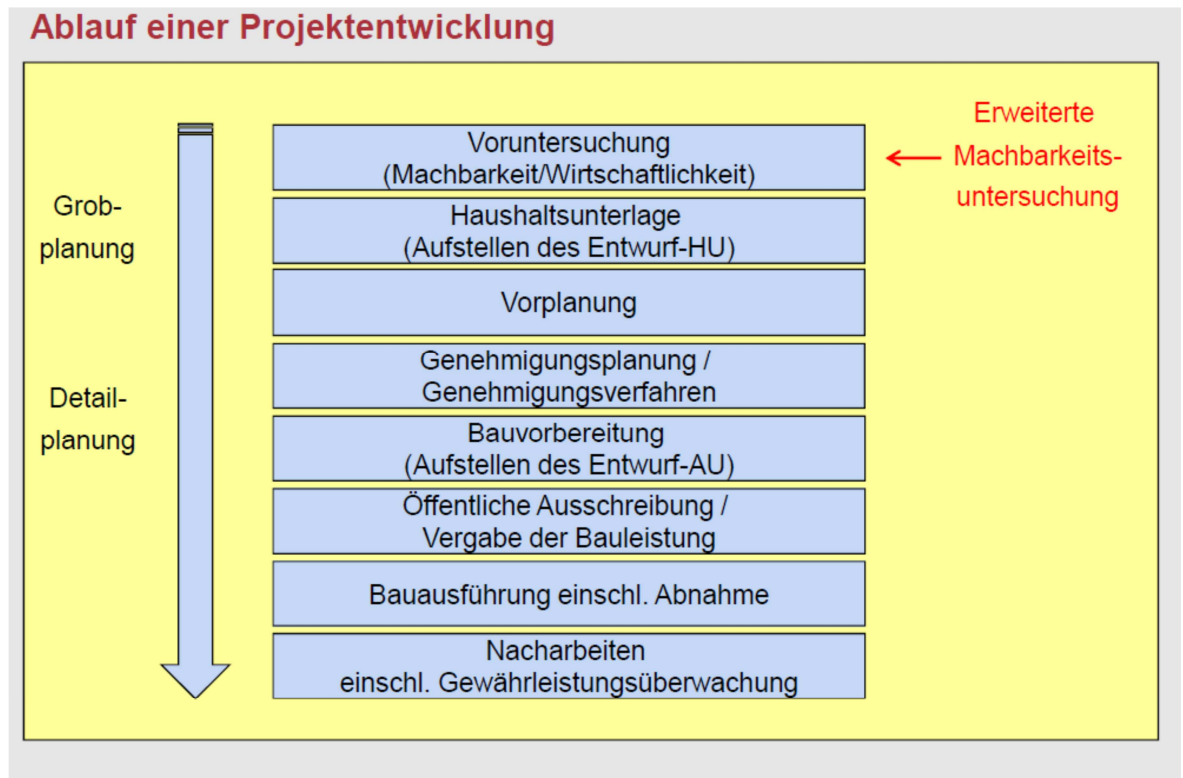 Ablauf einer Projektentwicklung
Erweiterte
Machbarkeits-
untersuchung
Grob-
planung
Detail-
planung
Voruntersuchung
(Machbarkeit/Wirtschaftlichkeit)
Haushaltsunterlage
(Aufstellen des Entwurf-HU)
Vorplanung
Genehmigungsplanung /
Genehmigungsverfahren
Bauvorbereitung
(Aufstellen des Entwurf-AU)
Öffentliche Ausschreibung /
Vergabe der Bauleistung
Bauausführung einschl. Abnahme
Nacharbeiten
einschl. Gewährleistungsüberwachung